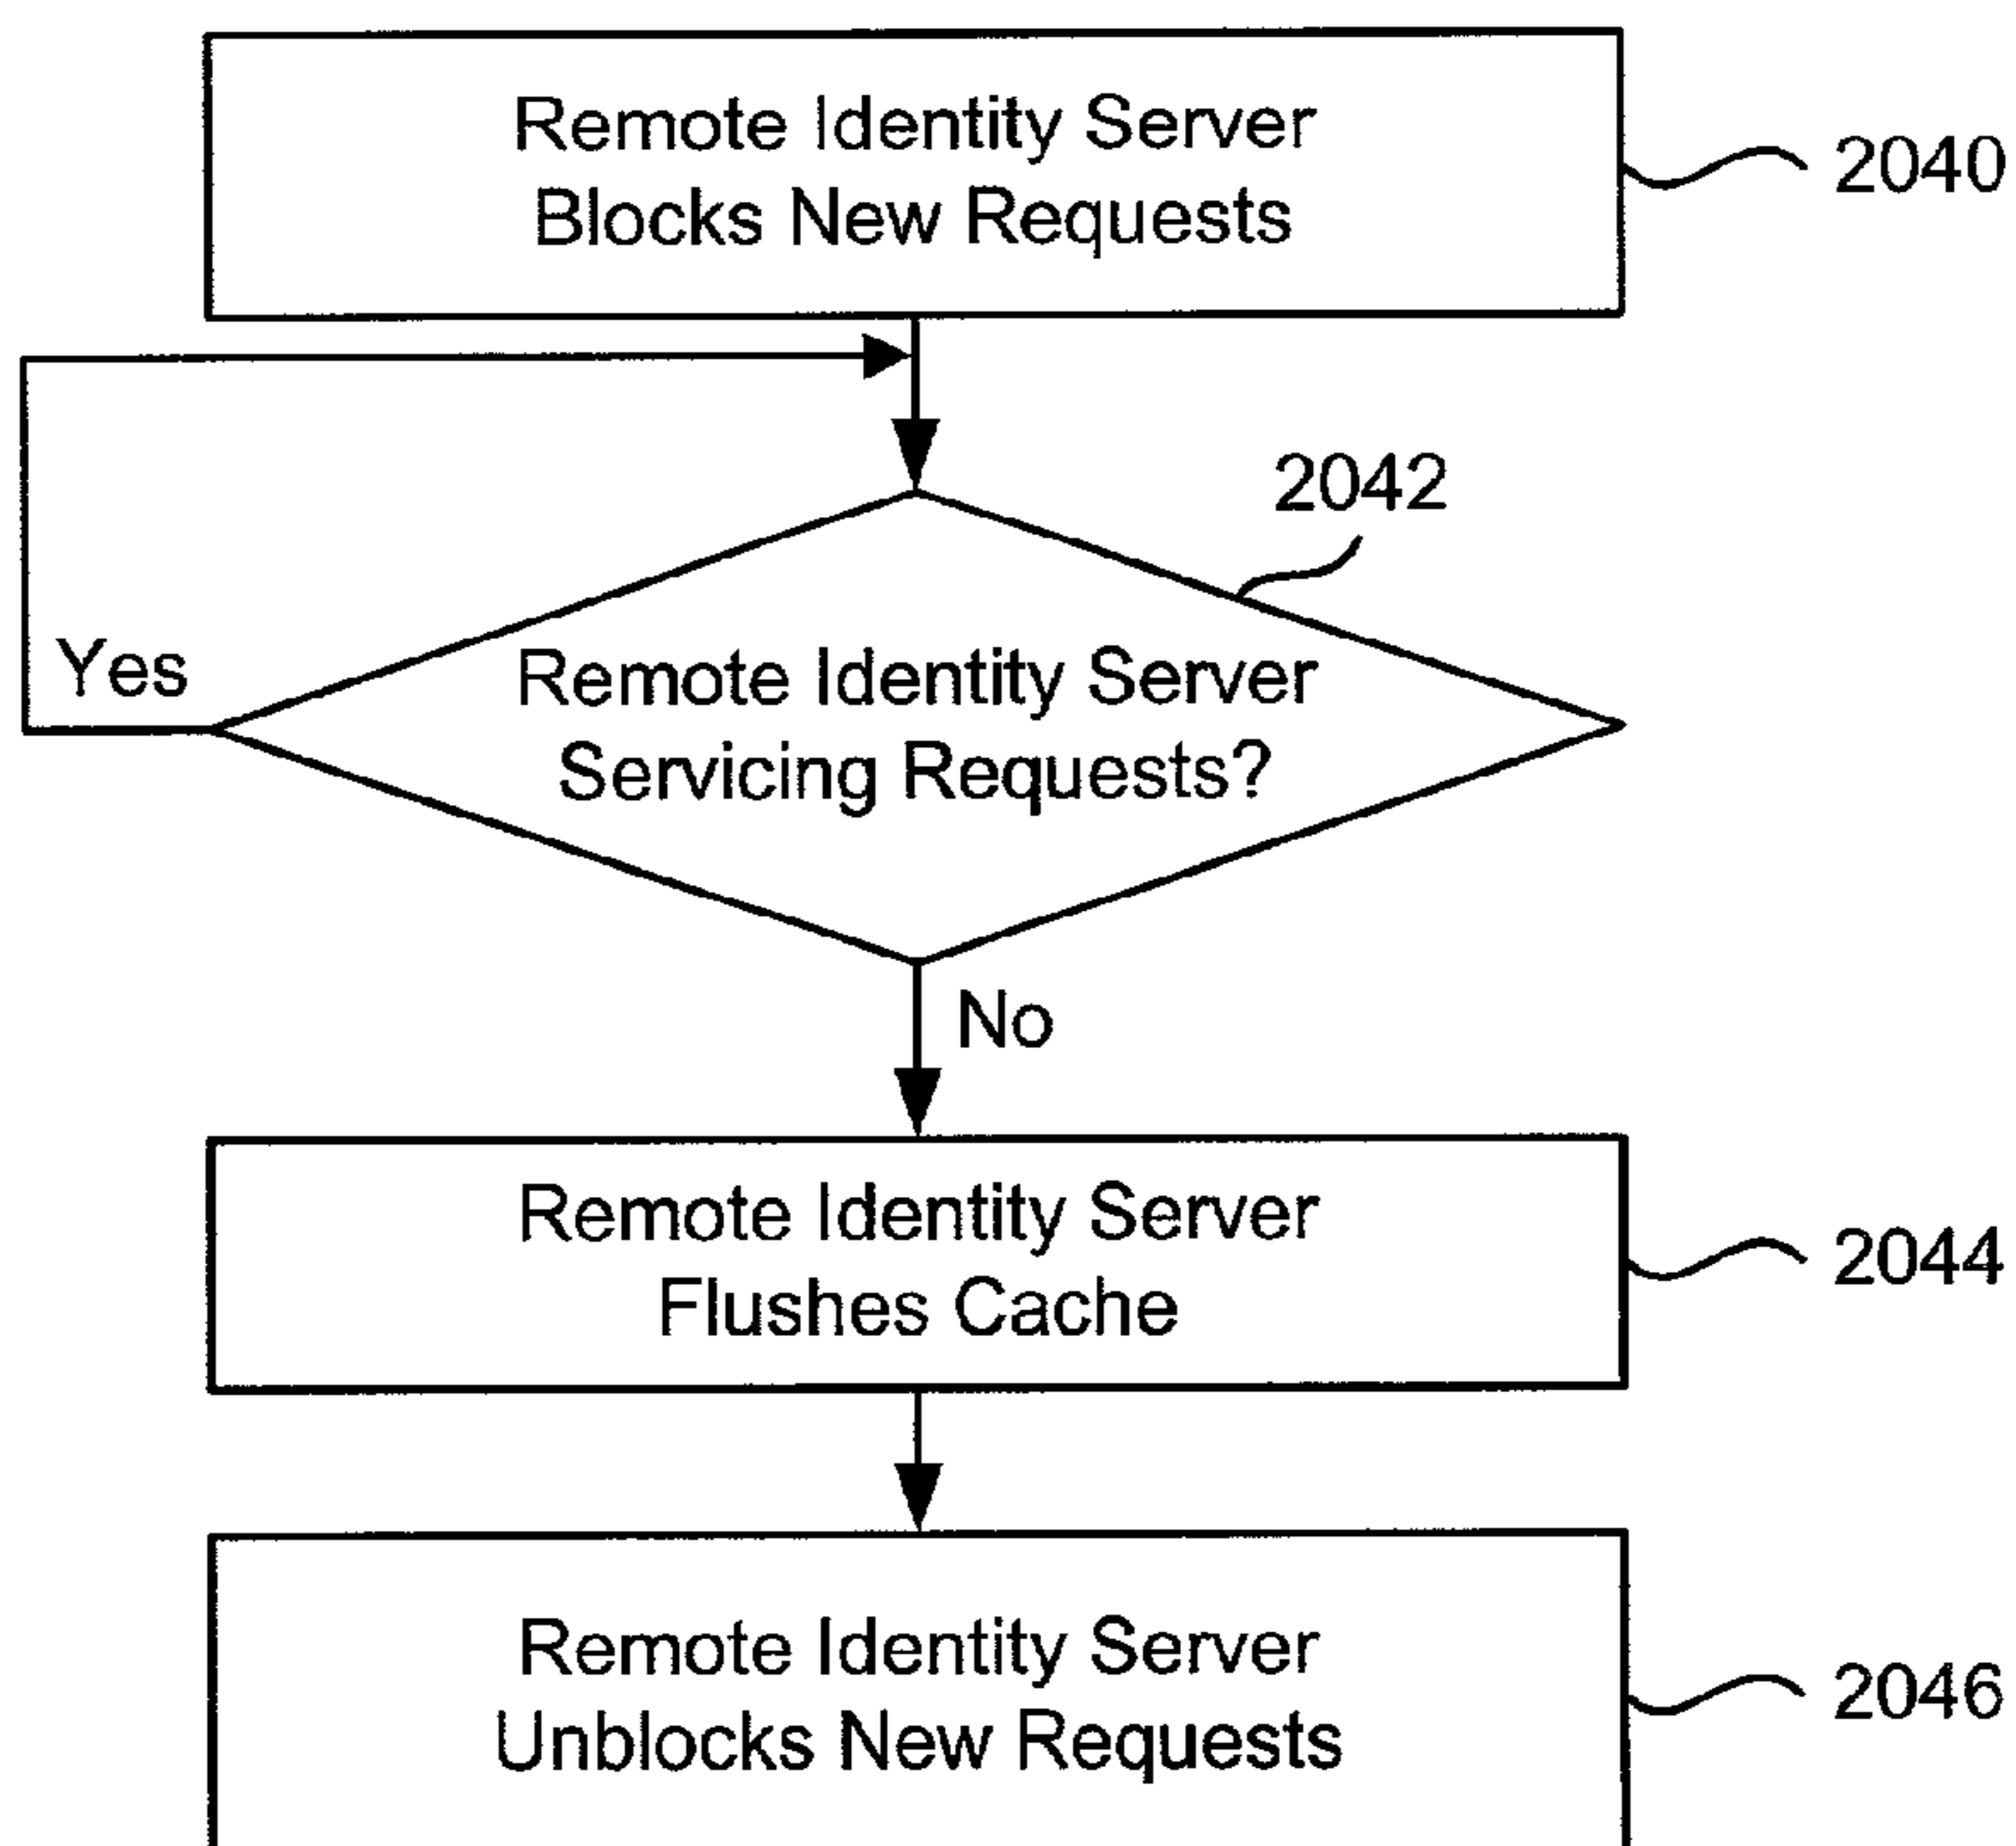 Remote Identity Server
Blocks New Requests
2040
2042
Yes
Remote Identity Server
Servicing Requests?
No
Remote Identity Server
Flushes Cache
2044
Remote Identity Server
Unblocks New Requests
2046